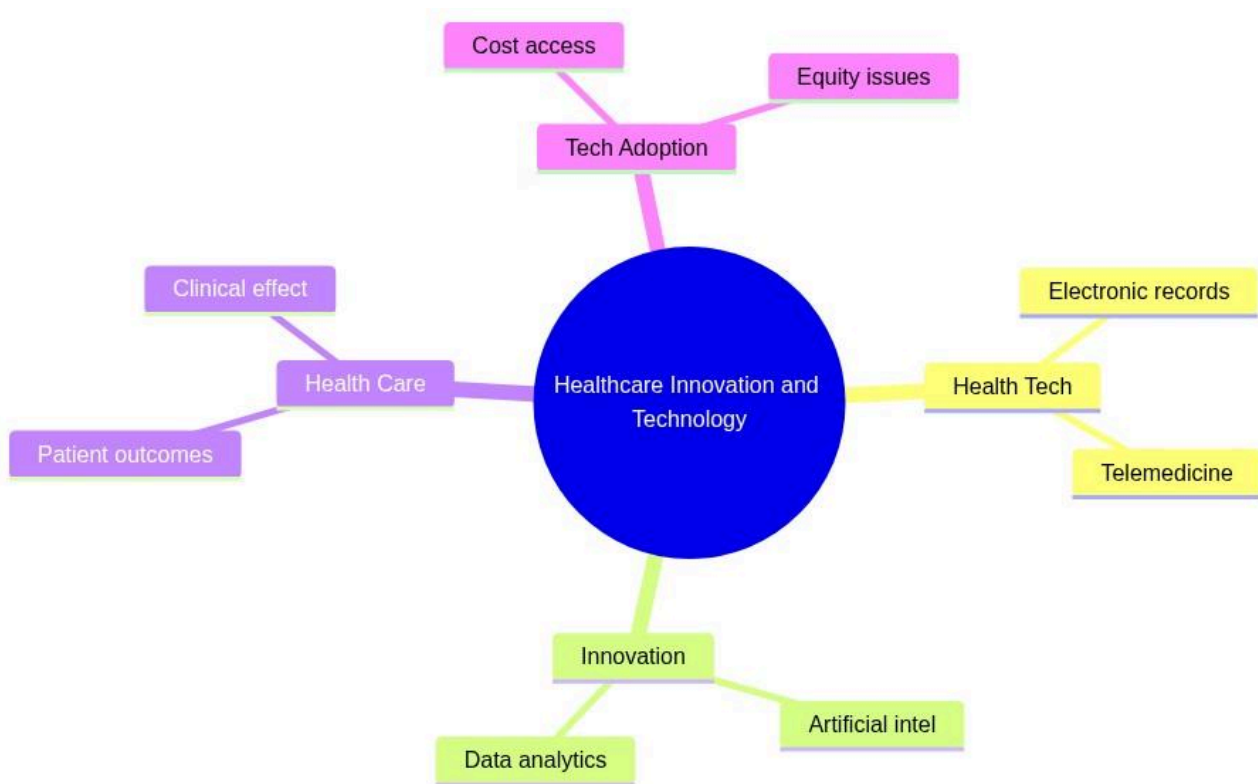 Cost access
Equity issues
Tech Adoption
Clinical effect
Electronic records
Health Care
Healthcare Innovation and
Technology
Health Tech
Patient outcomes
Telemedicine
Innovation
Artificial intel
Data analytics